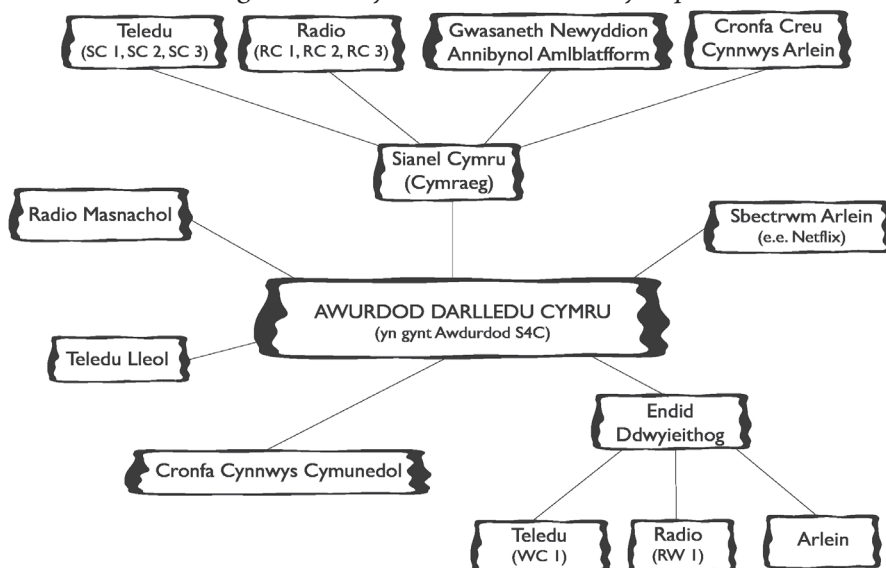 Teledu
(SC 1, SC 2, SC 3)
Radio
(RC 1, RC 2, RC 3)
Gwasaneth Newyddion
Annibynol Amlblatfform
Cronfa Creu
Cynnwys Arlein
Sianel Cymru
(Cymraeg)
Radio Masnachol
Sbectrwm Arlein
(e.e. Netflix)
AWURDOD DARLLEDU CYMRU
(yn gynt Awdurdod S4C)
Teledu Lleol
Endid
Ddwyieithog
Cronfa Cynnwys Cymunedol
Teledu
(WC 1)
Radio
(RW 1)
Arlein